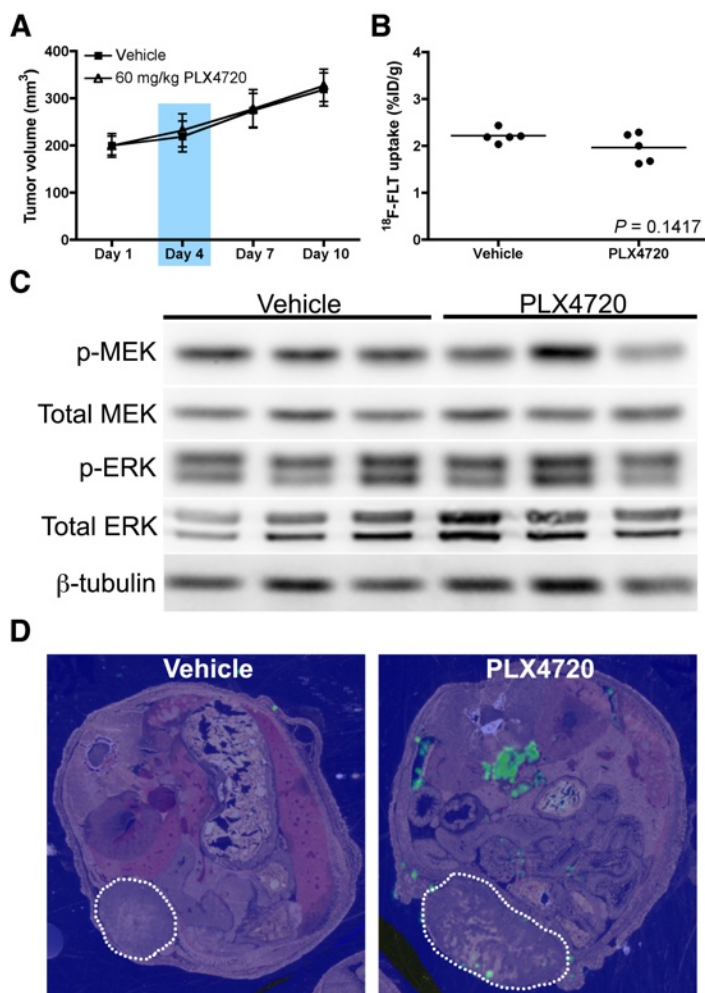 A
Tumor volume (mm³)
400
300
200
100
0
Vehicle
60 mg/kg PLX4720
Day 1 Day 4 Day 7 Day 10
B
¹⁸F-FLT uptake (%ID/g)
4
3
2
1
0
P = 0.1417
Vehicle PLX4720
C
Vehicle PLX4720
p-MEK
Total MEK
p-ERK
Total ERK
β-tubulin
D
Vehicle PLX4720